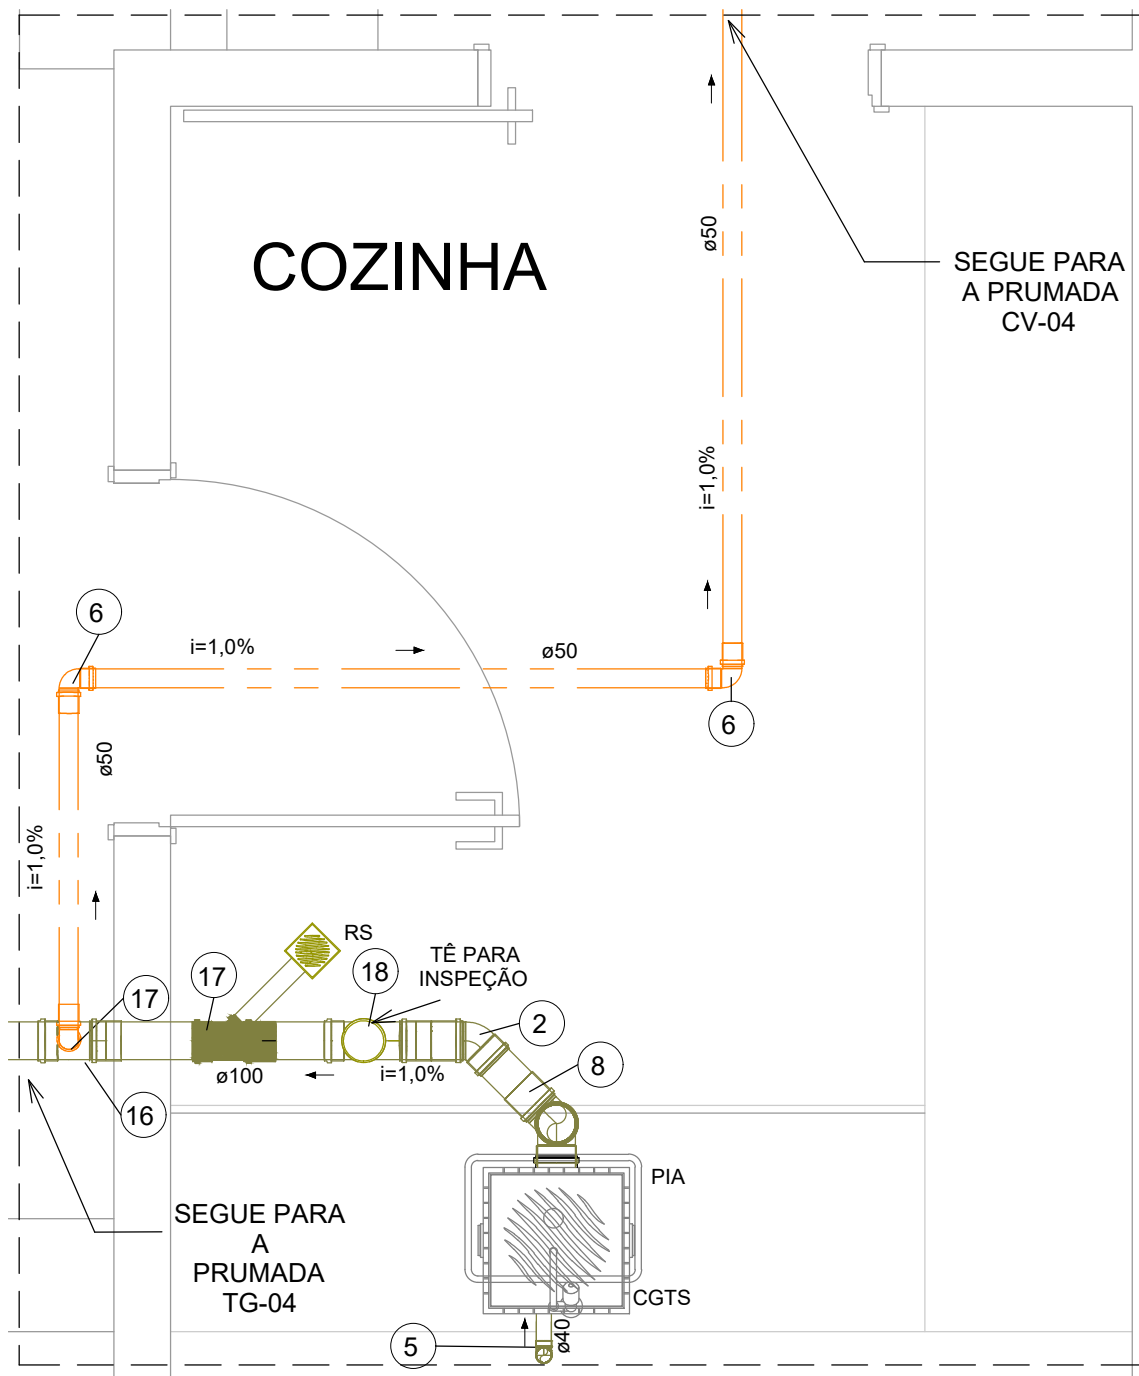 COZINHA
ø50
SEGUE PARA
A PRUMADA
CV-04
i=1,0%
6
i=1,0%
ø50
6
ø50
i=1,0%
RS
TÊ PARA
INSPEÇÃO
17
18
17
2
8
ø100
i=1,0%
16
PIA
SEGUE PARA
A
PRUMADA
TG-04
CGTS
ø40
5